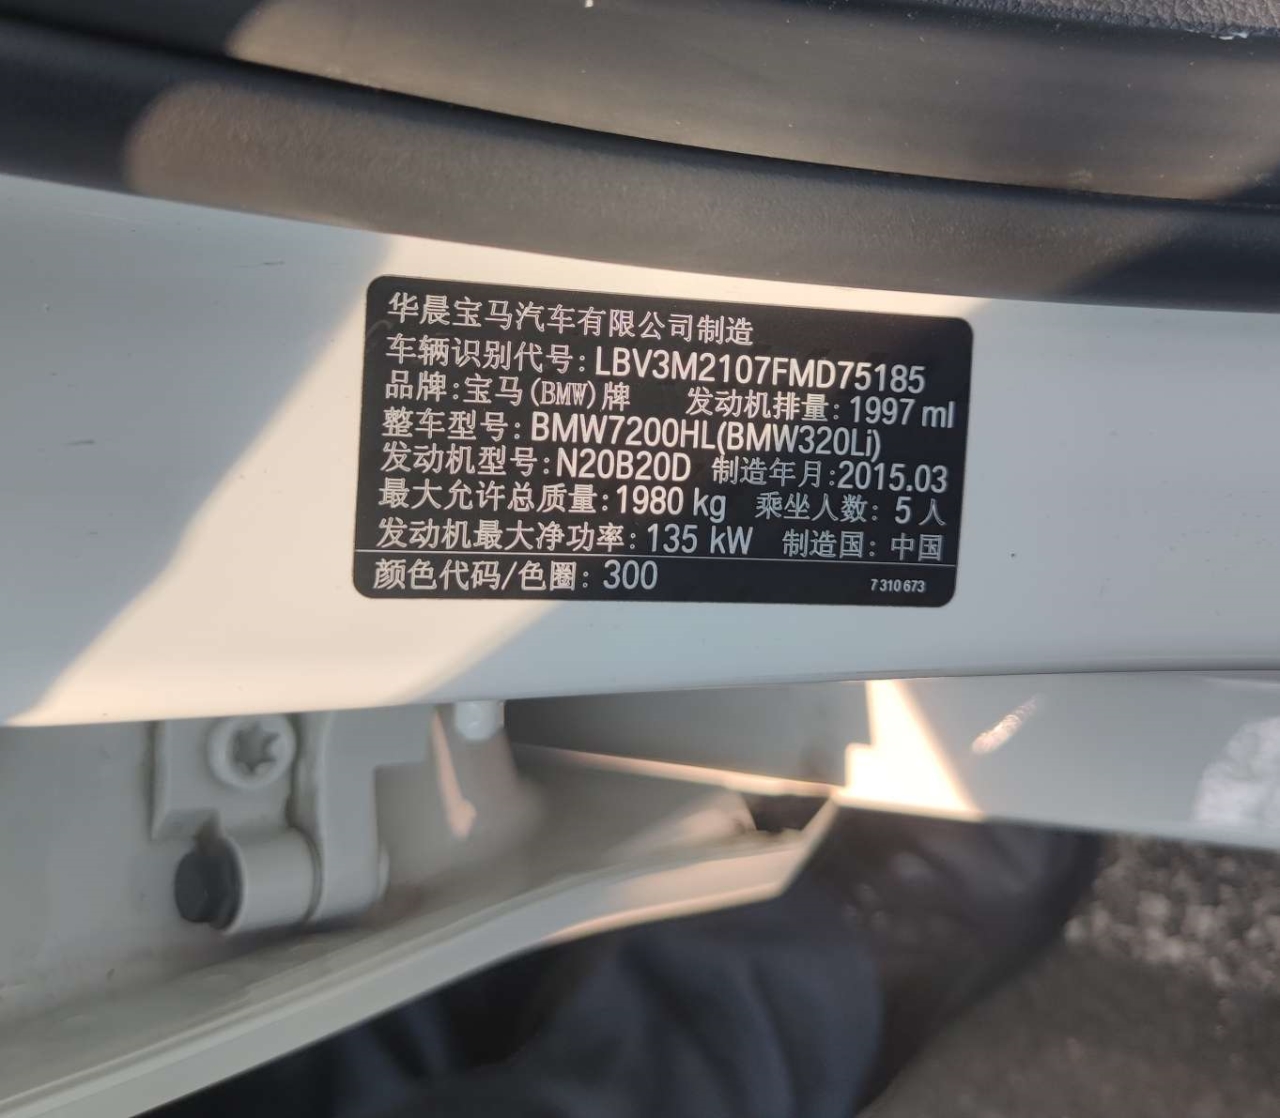 华晨宝马汽车有限公司制造
车辆识别代号: LBV3M2107FMD75185
品牌:宝马(BMW)牌 发动机排量: 1997 ml
整车型号: BMW7200HL(BMW320Li)
发动机型号: N20B20D 制造年月:2015.03
最大允许总质量: 1980 kg 乘坐人数: 5 人
发动机最大净功率: 135 kW 制造国: 中国
颜色代码/色圈: 300 7 310 673